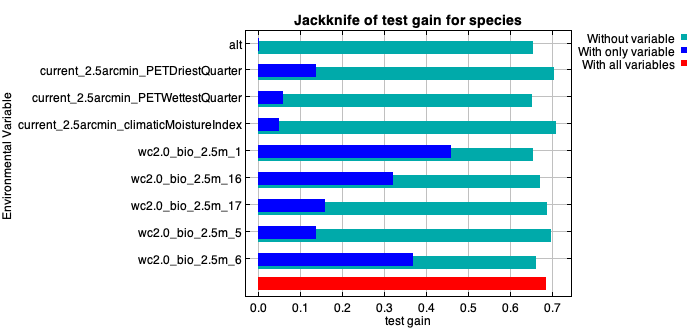 Jackknife of test gain for species
Without variable
With only variable
With all variables
Environmental Variable
alt
current_2.5arcmin_PETDriestQuarter
current_2.5arcmin_PETWettestQuarter
current_2.5arcmin_climaticMoistureIndex
wc2.0_bio_2.5m_1
wc2.0_bio_2.5m_16
wc2.0_bio_2.5m_17
wc2.0_bio_2.5m_5
wc2.0_bio_2.5m_6
0.0 0.1 0.2 0.3 0.4 0.5 0.6 0.7
test gain